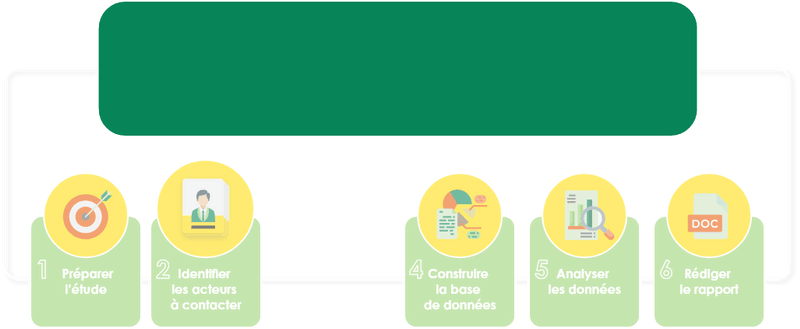 1 Préparer
l'étude
2 Identifier
les acteurs
à contacter
4 Construire
la base
de données
5 Analyser
les données
DOC
6 Rédiger
le rapport